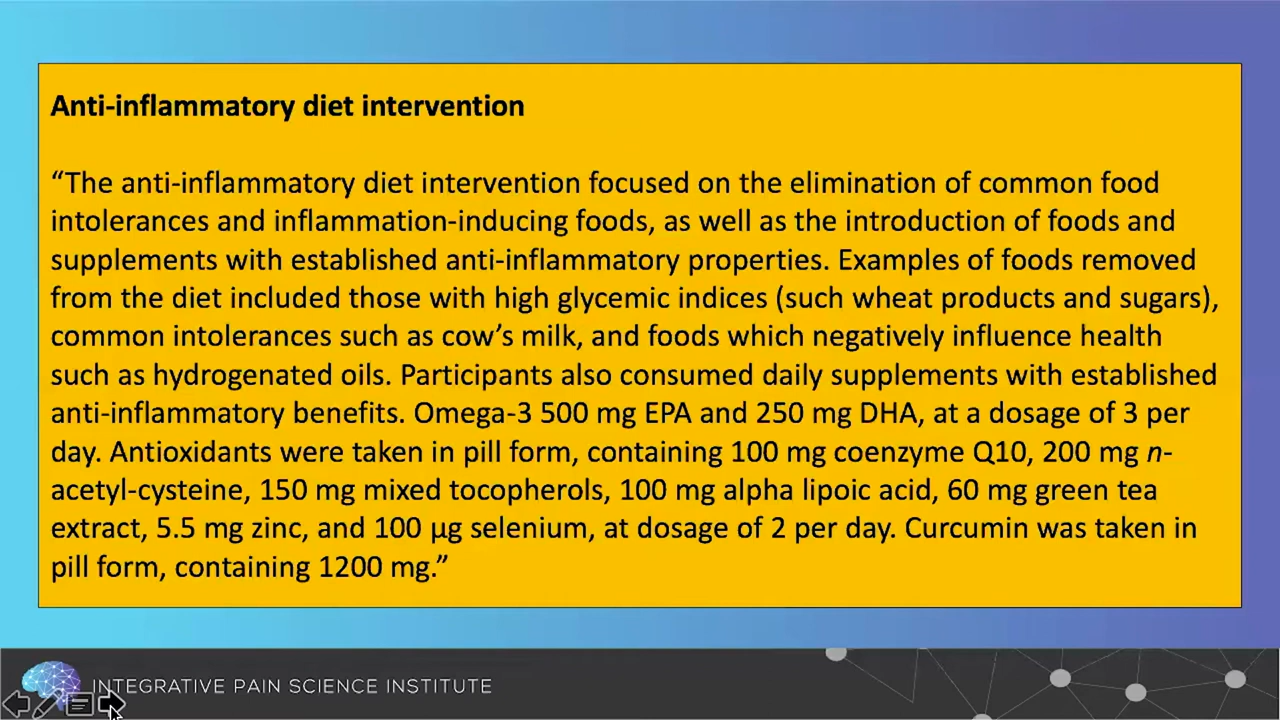 Anti-inflammatory diet intervention
“The anti-inflammatory diet intervention focused on the elimination of common food
intolerances and inflammation-inducing foods, as well as the introduction of foods and
supplements with established anti-inflammatory properties. Examples of foods removed
from the diet included those with high glycemic indices (such wheat products and sugars),
common intolerances such as cow’s milk, and foods which negatively influence health
such as hydrogenated oils. Participants also consumed daily supplements with established
anti-inflammatory benefits. Omega-3 500 mg EPA and 250 mg DHA, at a dosage of 3 per
day. Antioxidants were taken in pill form, containing 100 mg coenzyme Q10, 200 mg n-
acetyl-cysteine, 150 mg mixed tocopherols, 100 mg alpha lipoic acid, 60 mg green tea
extract, 5.5 mg zinc, and 100 µg selenium, at dosage of 2 per day. Curcumin was taken in
pill form, containing 1200 mg.”
INTEGRATIVE PAIN SCIENCE INSTITUTE